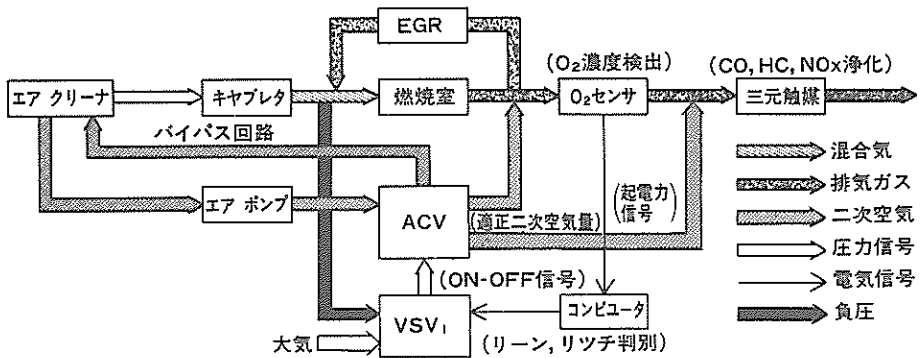 EGR
(O₂濃度検出)
(CO, HC, NOx浄化)
エア クリーナ
キャブレタ
燃焼室
O₂センサ
三元触媒
バイパス回路
混合気
排気ガス
エア ポンプ
ACV
(適正二次空気量)
(起電力信号)
二次空気
圧力信号
(ON-OFF信号)
電気信号
VSV₁
コンピユータ
負圧
大気
(リーン, リツチ判別)